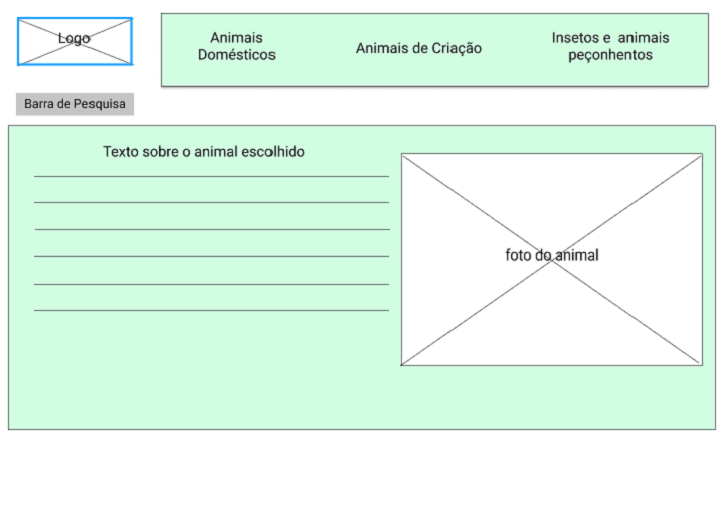 Logo
Animais
Domésticos
Animais de Criação
Insetos e animais
peçonhentos
Barra de Pesquisa
Texto sobre o animal escolhido
foto do animal